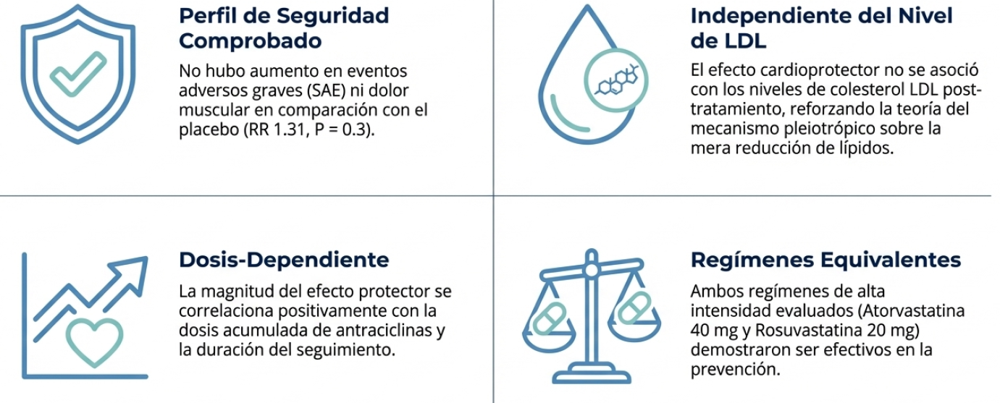 Perfil de Seguridad
Comprobado
No hubo aumento en eventos
adversos graves (SAE) ni dolor
muscular en comparación con el
placebo (RR 1.31, P = 0.3).
Independiente del Nivel
de LDL
El efecto cardioprotector no se asoció
con los niveles de colesterol LDL post-
tratamiento, reforzando la teoría del
mecanismo pleiotrópico sobre la
mera reducción de lípidos.
Dosis-Dependiente
La magnitud del efecto protector se
correlaciona positivamente con la
dosis acumulada de antraciclinas y
la duración del seguimiento.
Regímenes Equivalentes
Ambos regímenes de alta
intensidad evaluados (Atorvastatina
40 mg y Rosuvastatina 20 mg)
demostraron ser efectivos en la
prevención.